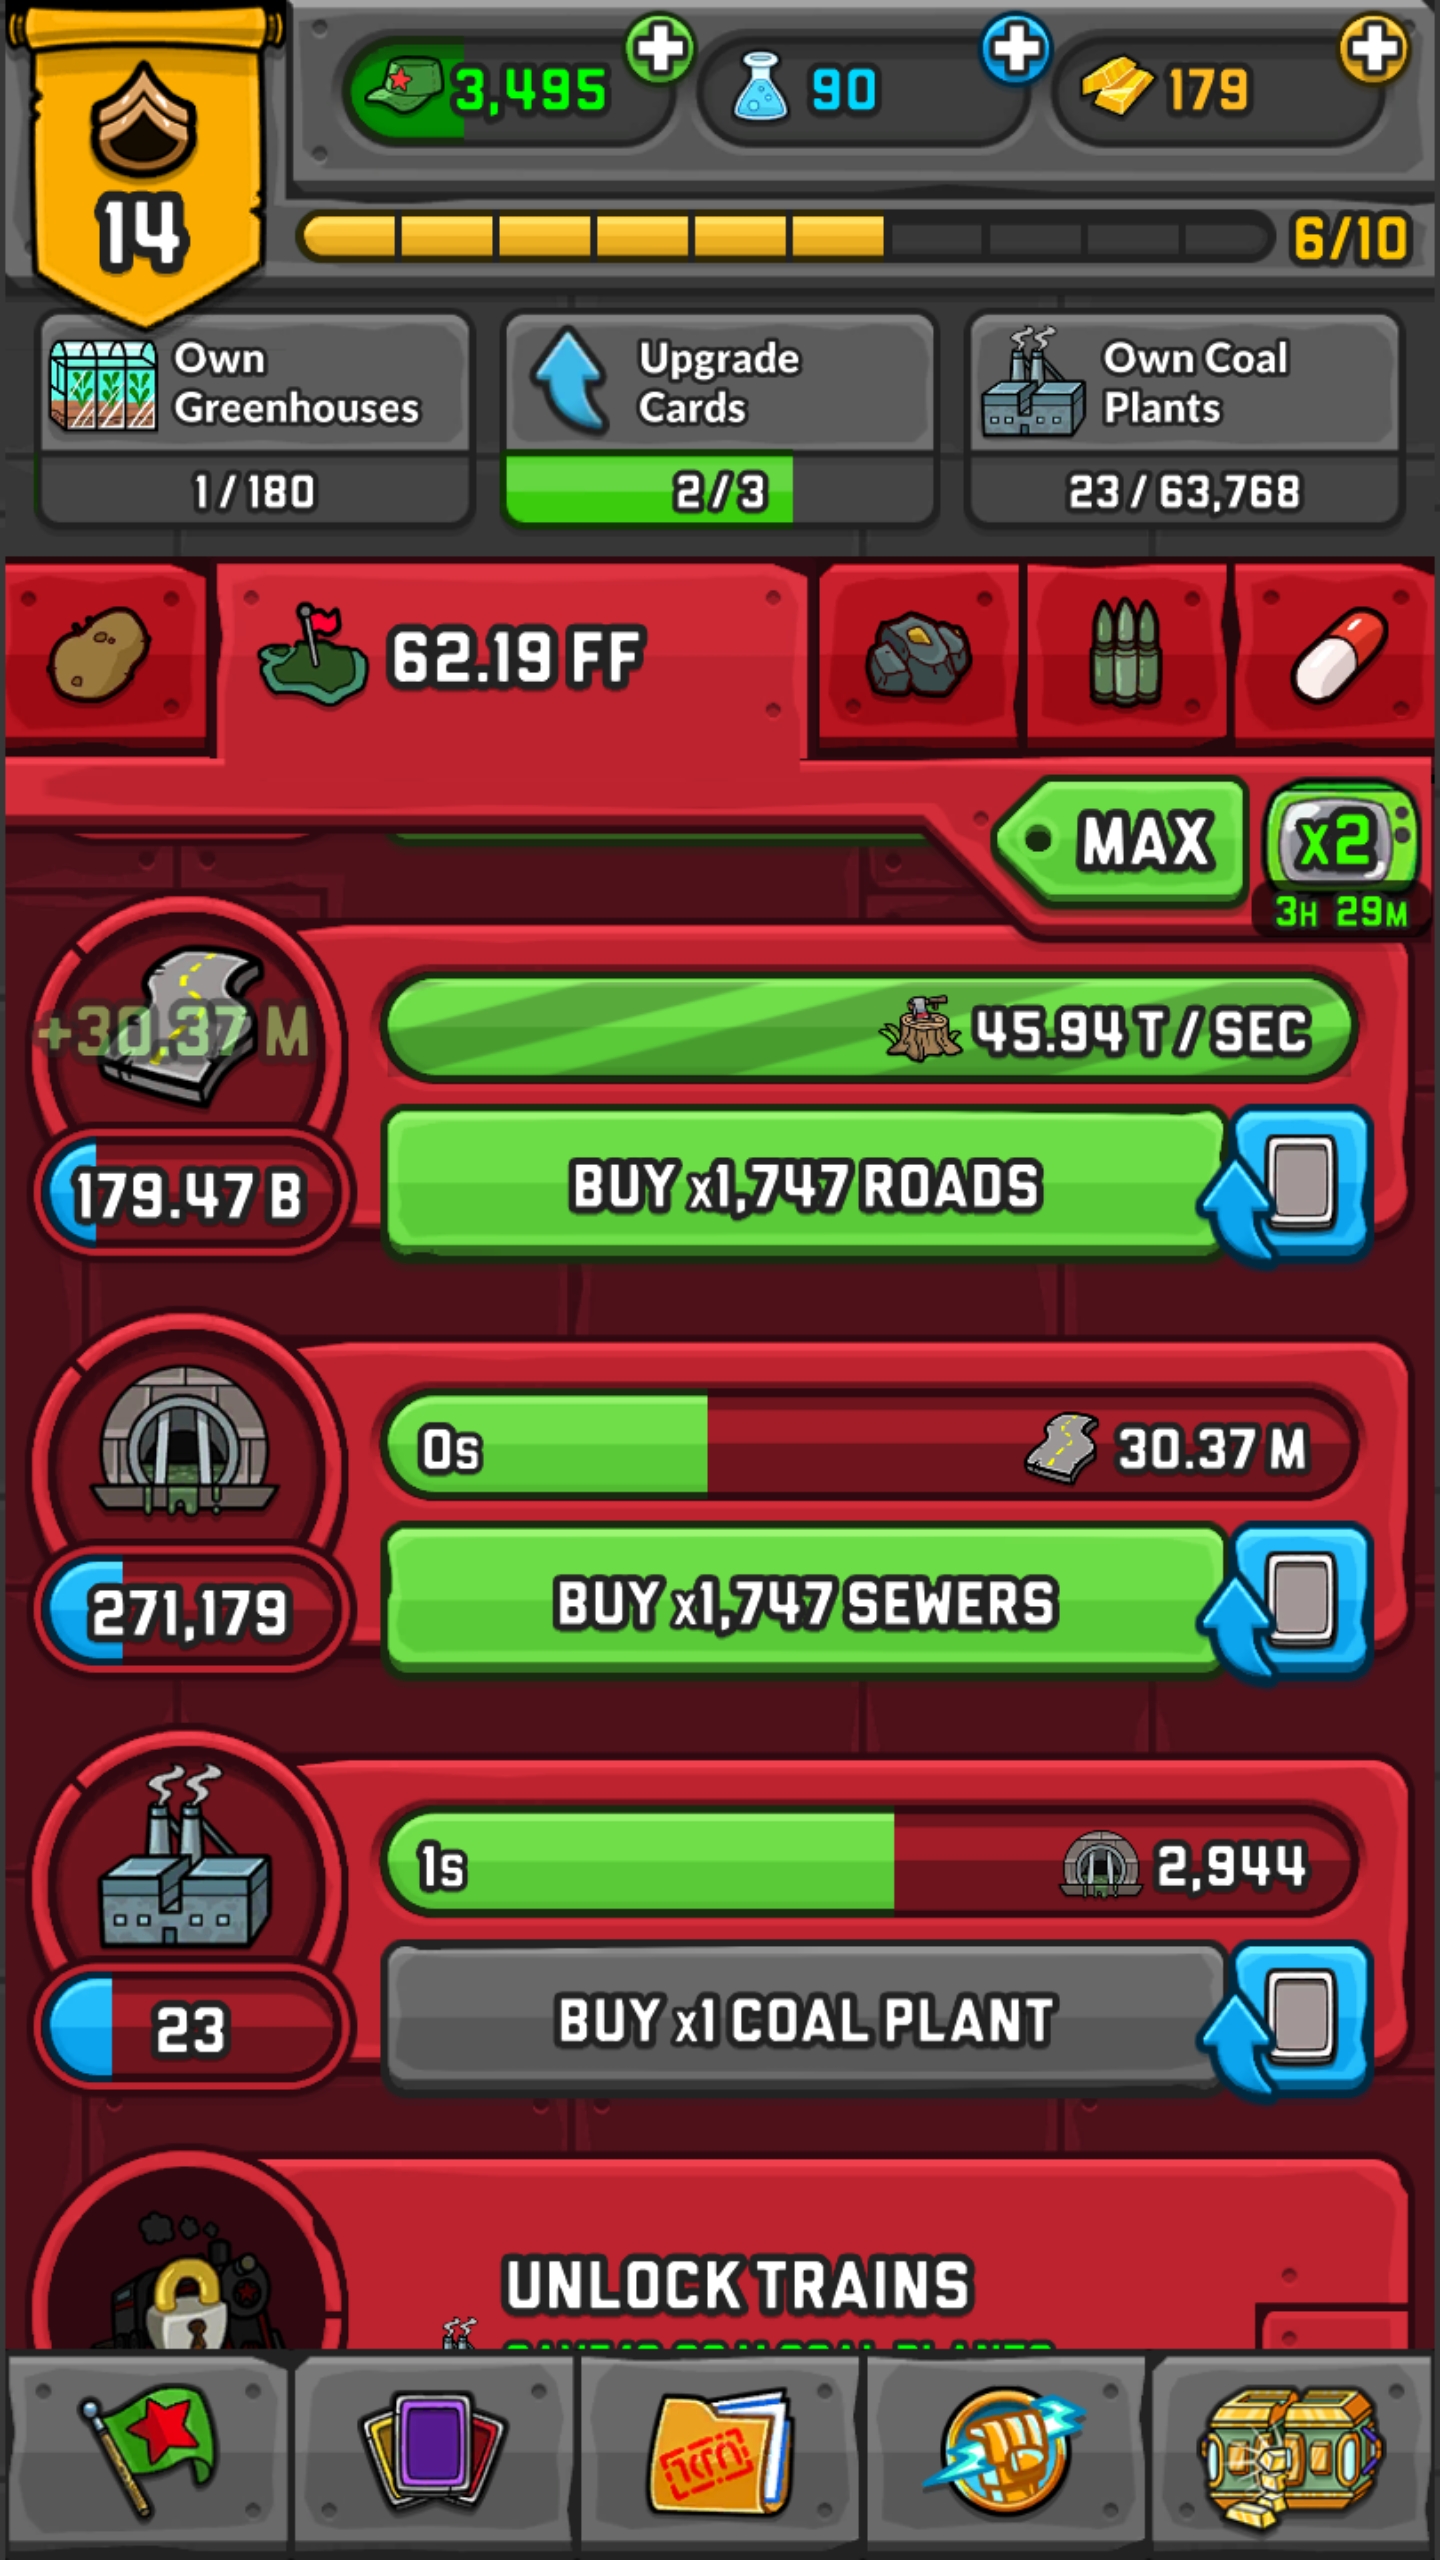 3,495
90
179
14
6/10
Own
Greenhouses
1 / 180
Upgrade
Cards
2 / 3
Own Coal
Plants
23 / 63,768
62.19 FF
MAX
x2
3H 29M
+30.37 M
45.94 T / SEC
179.47 B
BUY x1,747 ROADS
0s
30.37 M
271,179
BUY x1,747 SEWERS
1s
2,944
23
BUY x1 COAL PLANT
UNLOCK TRAINS